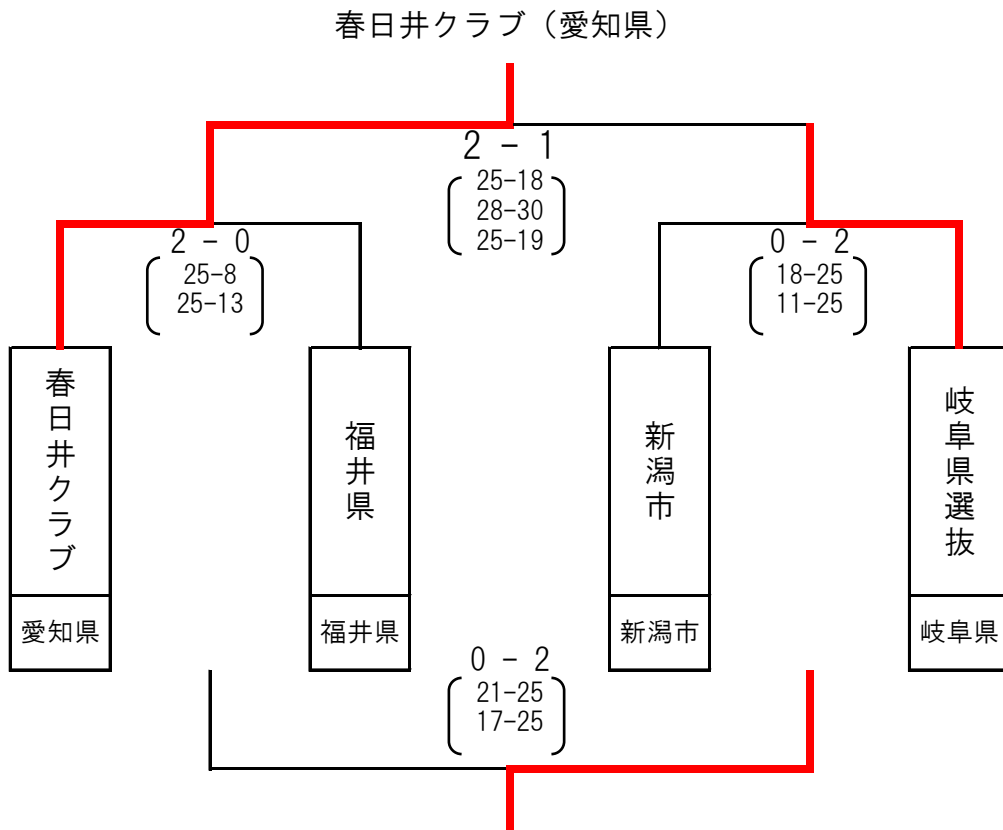 春日井クラブ（愛知県）
2 - 1
25-18
28-30
25-19
2 - 0
25-8
25-13
0 - 2
18-25
11-25
春日井クラブ
福井県
新潟市
岐阜県選抜
愛知県
福井県
新潟市
岐阜県
0 - 2
21-25
17-25